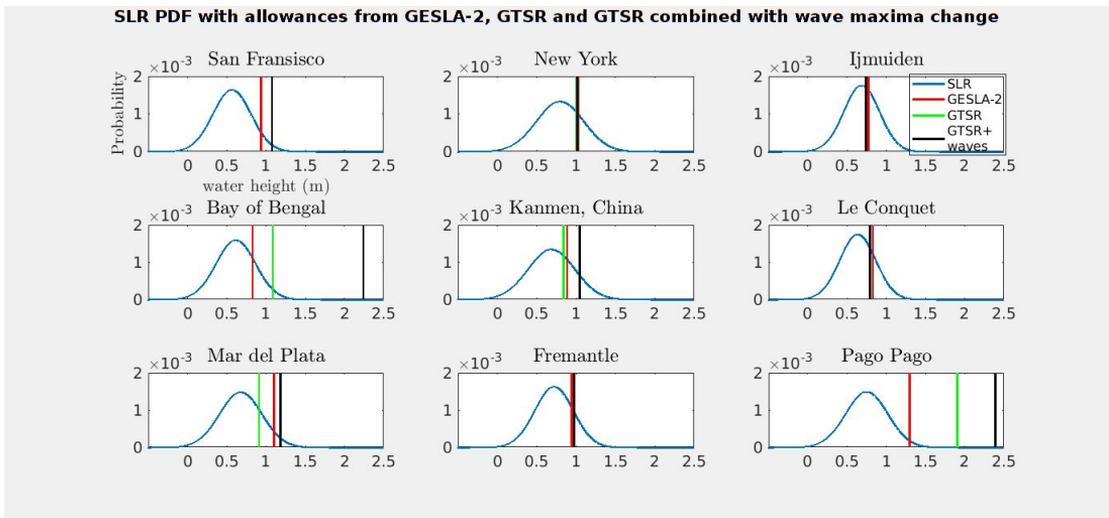 SLR PDF with allowances from GESLA-2, GTSR and GTSR combined with wave maxima change
San Fransisco
New York
Ijmuiden
×10-3
×10-3
×10-3
Probability
2
1
0
2
1
0
2
1
0
SLR
GESLA-2
GTSR
GTSR+
waves
0 0.5 1 1.5 2 2.5
0 0.5 1 1.5 2 2.5
0 0.5 1 1.5 2 2.5
water height (m)
Bay of Bengal
Kanmen, China
Le Conquet
×10-3
×10-3
×10-3
2
1
0
2
1
0
2
1
0
0 0.5 1 1.5 2 2.5
0 0.5 1 1.5 2 2.5
0 0.5 1 1.5 2 2.5
Mar del Plata
Fremantle
Pago Pago
×10-3
×10-3
×10-3
2
1
0
2
1
0
2
1
0
0 0.5 1 1.5 2 2.5
0 0.5 1 1.5 2 2.5
0 0.5 1 1.5 2 2.5